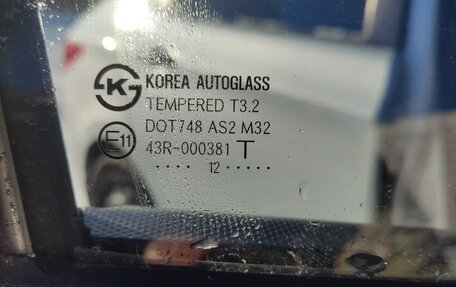 K KOREA AUTOGLASS
TEMPERED T3.2
DOT748 AS2 M32
E11 43R-000381 T
.... 12 .....